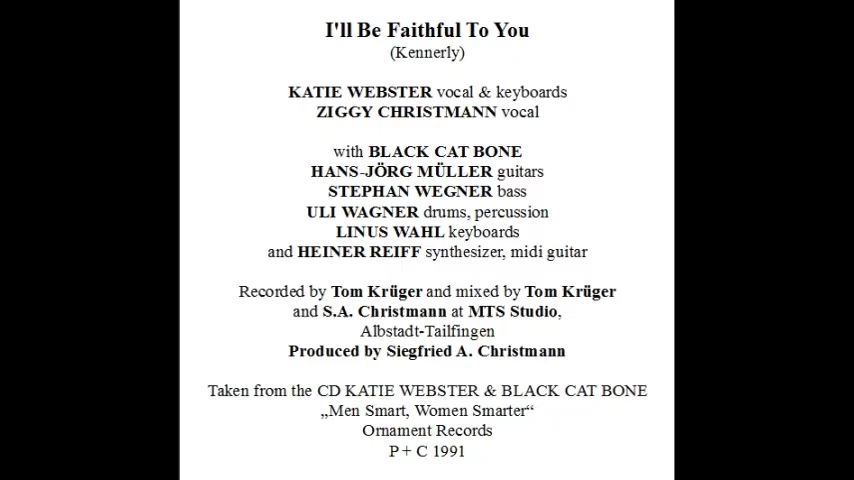 I'll Be Faithful To You
(Kennerly)
KATIE WEBSTER vocal & keyboards
ZIGGY CHRISTMANN vocal
with BLACK CAT BONE
HANS-JÖRG MÜLLER guitars
STEPHAN WEGNER bass
ULI WAGNER drums, percussion
LINUS WAHL keyboards
and HEINER REIFF synthesizer, midi guitar
Recorded by Tom Krüger and mixed by Tom Krüger
and S.A. Christmann at MTS Studio,
Albstadt-Tailfingen
Produced by Siegfried A. Christmann
Taken from the CD KATIE WEBSTER & BLACK CAT BONE
„Men Smart, Women Smarter“
Ornament Records
P + C 1991